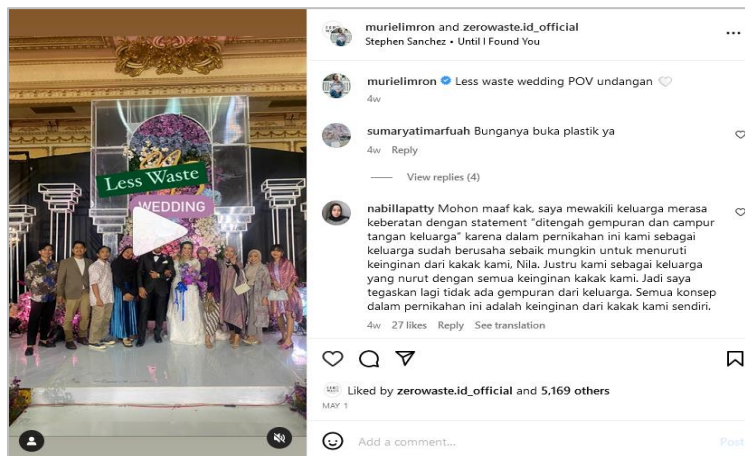 murielimron and zerowaste.id_official
Stephen Sanchez • Until I Found You
murielimron Less waste wedding POV undangan
4w
sumaryatimarfuah Bunganya buka plastik ya
4w Reply
View replies (4)
nabillapatty Mohon maaf kak, saya mewakili keluarga merasa
keberatan dengan statement "ditengah gempuran dan campur
tangan keluarga" karena dalam pernikahan ini kami sebagai
keluarga sudah berusaha sebaik mungkin untuk menuruti
keinginan dari kakak kami, Nila. Justru kami sebagai keluarga
yang nurut dengan semua keinginan kakak kami. Jadi saya
tegaskan lagi tidak ada gempuran dari keluarga. Semua konsep
dalam pernikahan ini adalah keinginan dari kakak kami sendiri.
4w 27 likes Reply See translation
Liked by zerowaste.id_official and 5,169 others
MAY 1
Add a comment...
Post
Less Waste
WEDDING